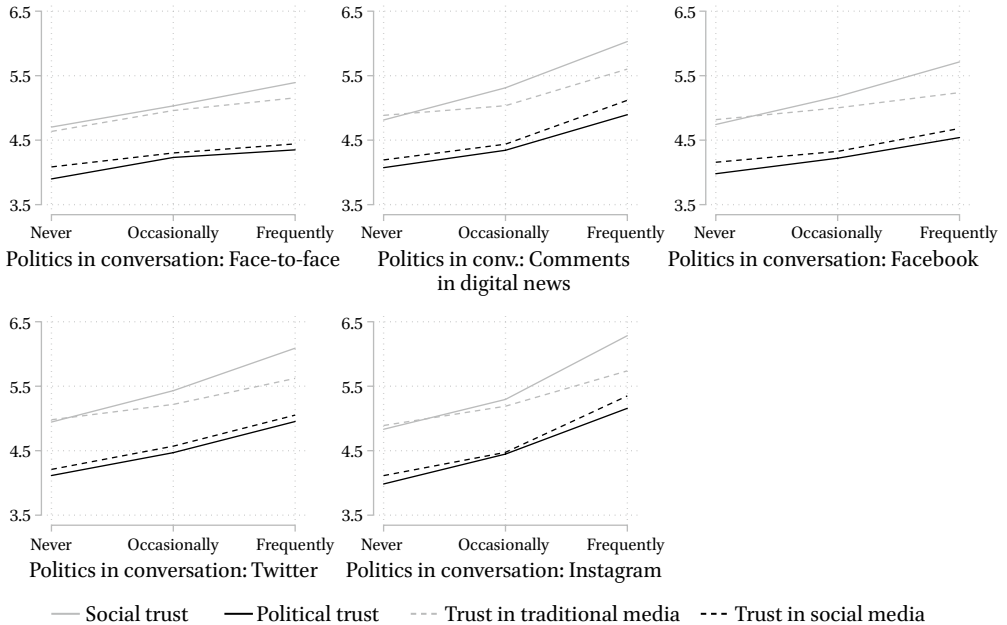 6.5 6.5 6.5
5.5 5.5 5.5
4.5 4.5 4.5
3.5 3.5 3.5
Never Occasionally Frequently Never Occasionally Frequently Never Occasionally Frequently
Politics in conversation: Face-to-face Politics in conv.: Comments Politics in conversation: Facebook
in digital news
6.5 6.5
5.5 5.5
4.5 4.5
3.5 3.5
Never Occasionally Frequently Never Occasionally Frequently
Politics in conversation: Twitter Politics in conversation: Instagram
Social trust Political trust Trust in traditional media Trust in social media